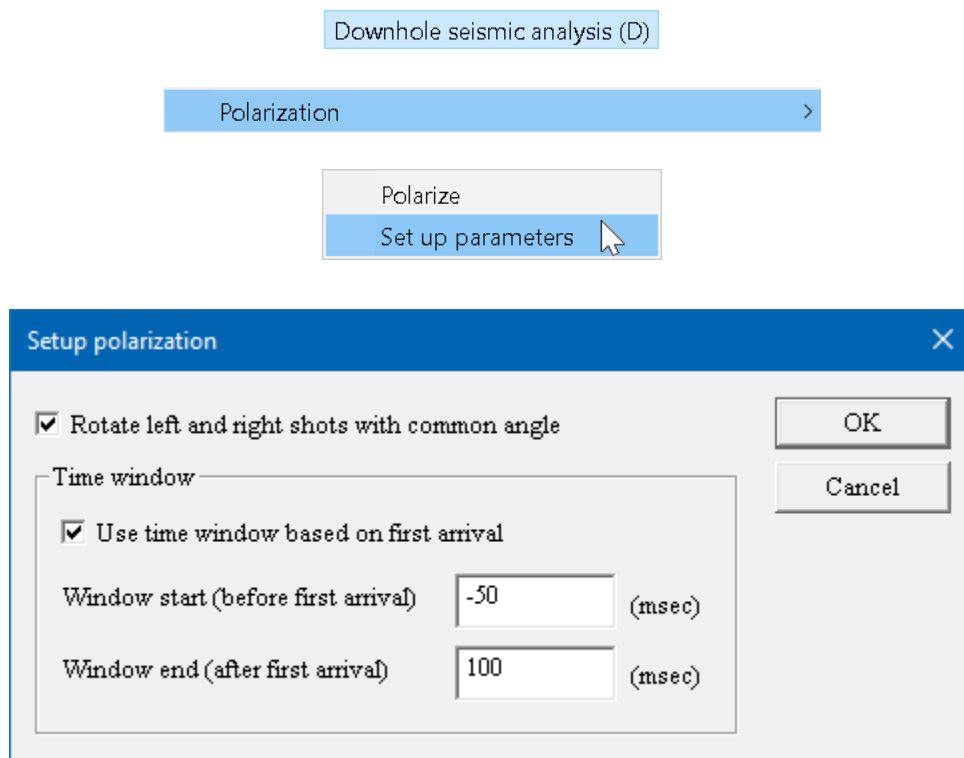 Downhole seismic analysis (D)
Polarization
Polarize
Set up parameters
Setup polarization
Rotate left and right shots with common angle
OK
Time window
Cancel
Use time window based on first arrival
Window start (before first arrival) -50 (msec)
Window end (after first arrival) 100 (msec)